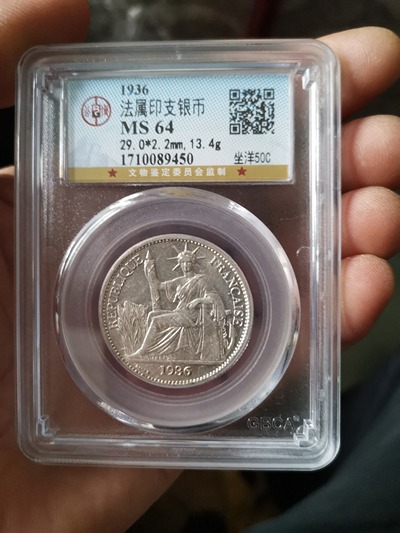 1936
法属印支银币
MS 64
29.0*2.2mm,13.4g
1710089450
坐洋50C
★ 文物鉴定委员会监制 ★
REPUBLIQUE FRANÇAISE
1936
GBCA